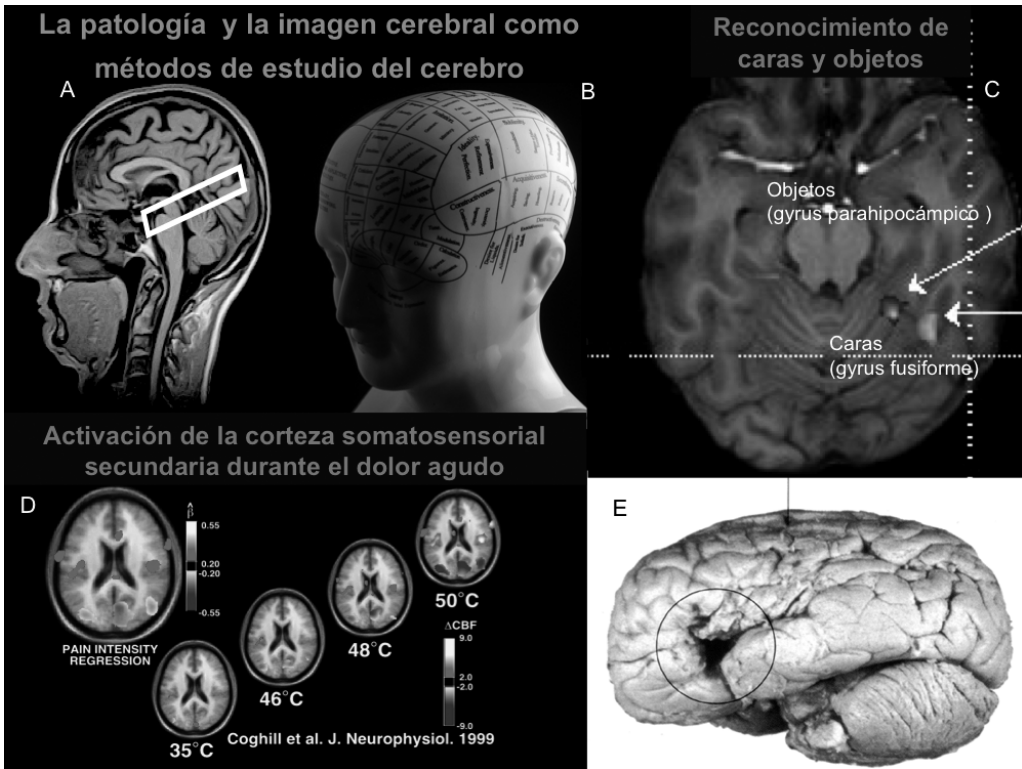 La patología y la imagen cerebral como
métodos de estudio del cerebro
A
B
Reconocimiento de
caras y objetos
C
Objetos
(gyrus parahipocámpico )
Caras
(gyrus fusiforme)
Activación de la corteza somatosensorial
secundaria durante el dolor agudo
D
β
0.55
0.20
-0.20
-0.55
PAIN INTENSITY
REGRESSION
35°C
46°C
48°C
50°C
ΔCBF
9.0
2.0
-2.0
-9.0
Coghill et al. J. Neurophysiol. 1999
E